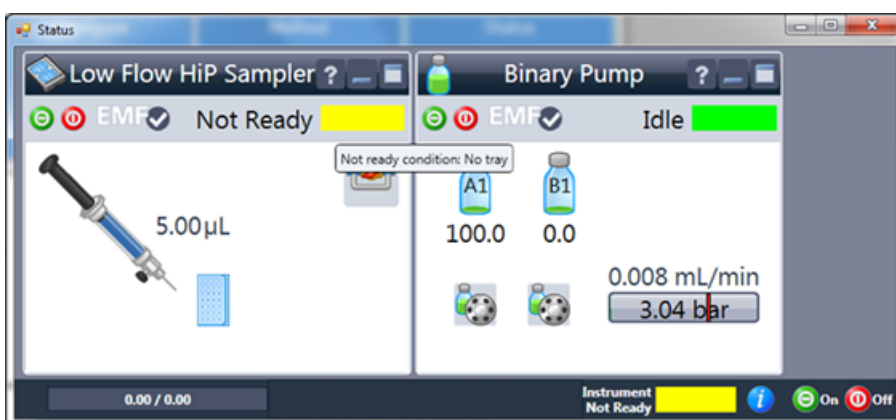 Status
Low Flow HiP Sampler ?
Binary Pump ?
EMF Not Ready
EMF Idle
Not ready condition: No tray
5.00 µL
A1 B1
100.0 0.0
0.008 mL/min
3.04 bar
0.00 / 0.00
Instrument
Not Ready
i On Off